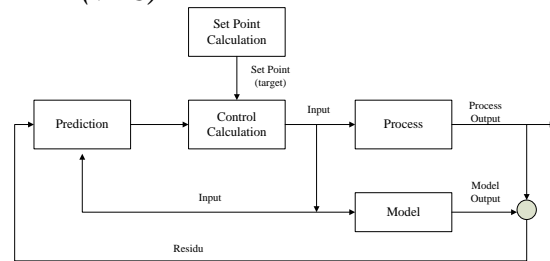 Set Point
Calculation
Set Point
(target)
Input
Process
Output
Prediction
Control
Calculation
Process
Input
Model
Model
Output
Residu